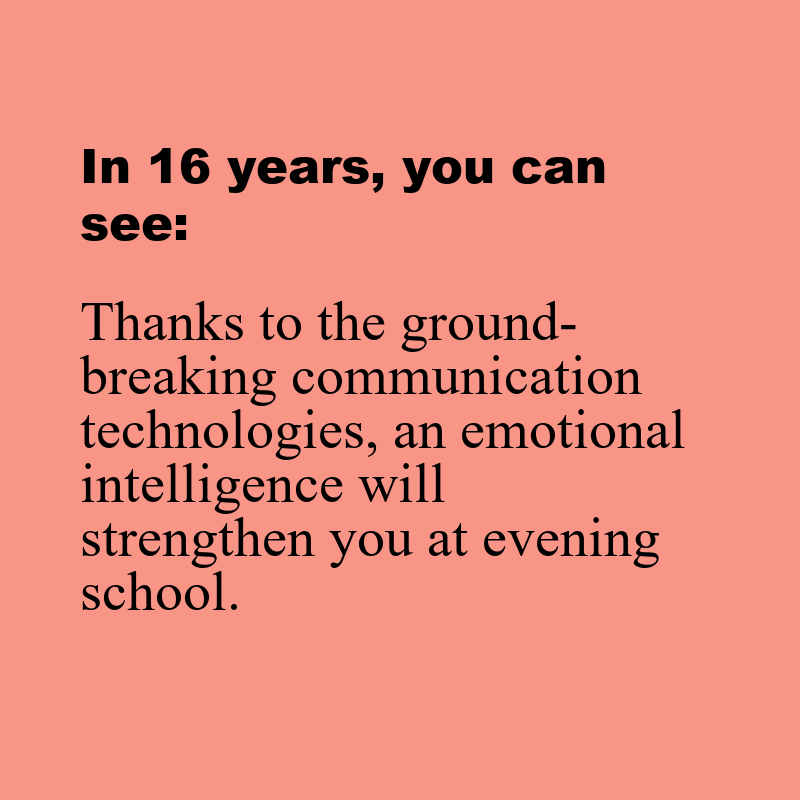 In 16 years, you can
see:
Thanks to the ground-
breaking communication
technologies, an emotional
intelligence will
strengthen you at evening
school.